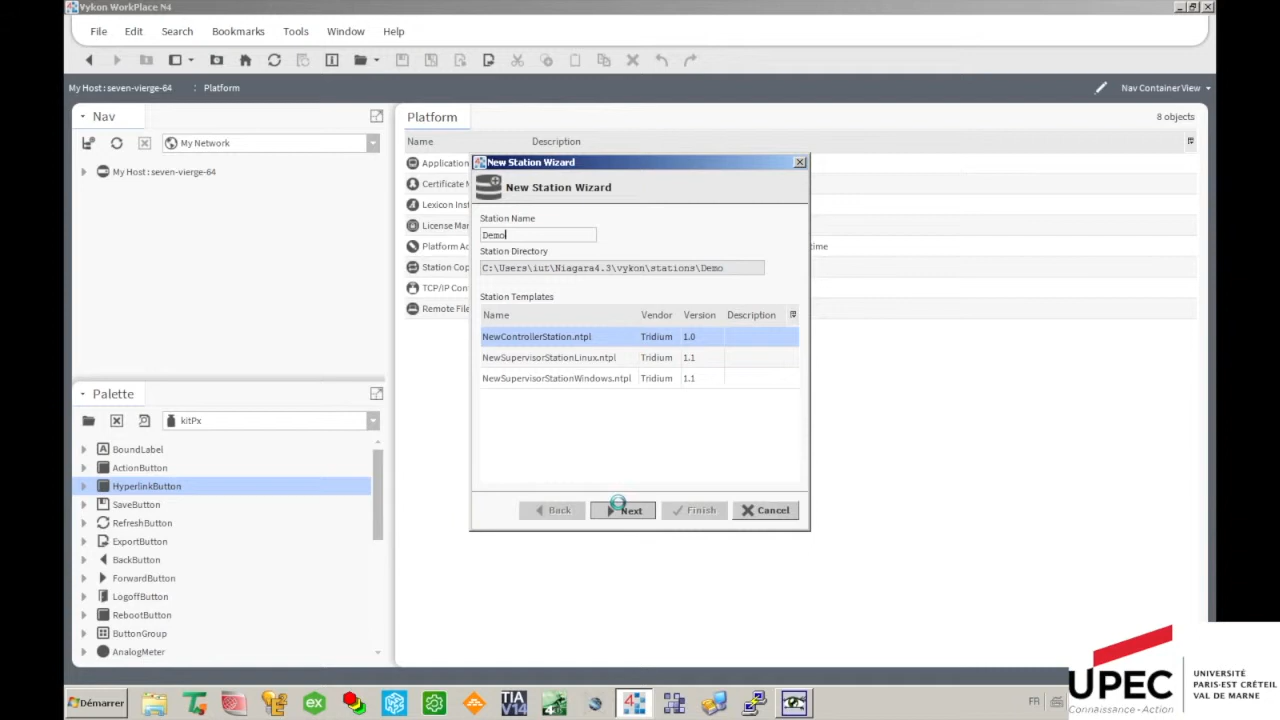 Vykon WorkPlace N4
File Edit Search Bookmarks Tools Window Help
My Host : seven-vierge-64 : Platform
Nav Container View
Nav
My Network
My Host : seven-vierge-64
Platform
8 objects
Name Description
Application
Certificate M
Lexicon Inst
License Man
Platform Ad
time
Station Cop
TCP/IP Con
Remote File
New Station Wizard
New Station Wizard
Station Name
Demo
Station Directory
C:\Users\iut\Niagara4.3\vykon\stations\Demo
Station Templates
Name Vendor Version Description
NewControllerStation.ntpl Tridium 1.0
NewSupervisorStationLinux.ntpl Tridium 1.1
NewSupervisorStationWindows.ntpl Tridium 1.1
Back Next Finish Cancel
Palette
kitPx
BoundLabel
ActionButton
HyperlinkButton
SaveButton
RefreshButton
ExportButton
BackButton
ForwardButton
LogoffButton
RebootButton
ButtonGroup
AnalogMeter
Démarrer
ex
TIA
V14
FR
UPEC
Connaissance - Action
UNIVERSITÉ
PARIS-EST CRÉTEIL
VAL DE MARNE